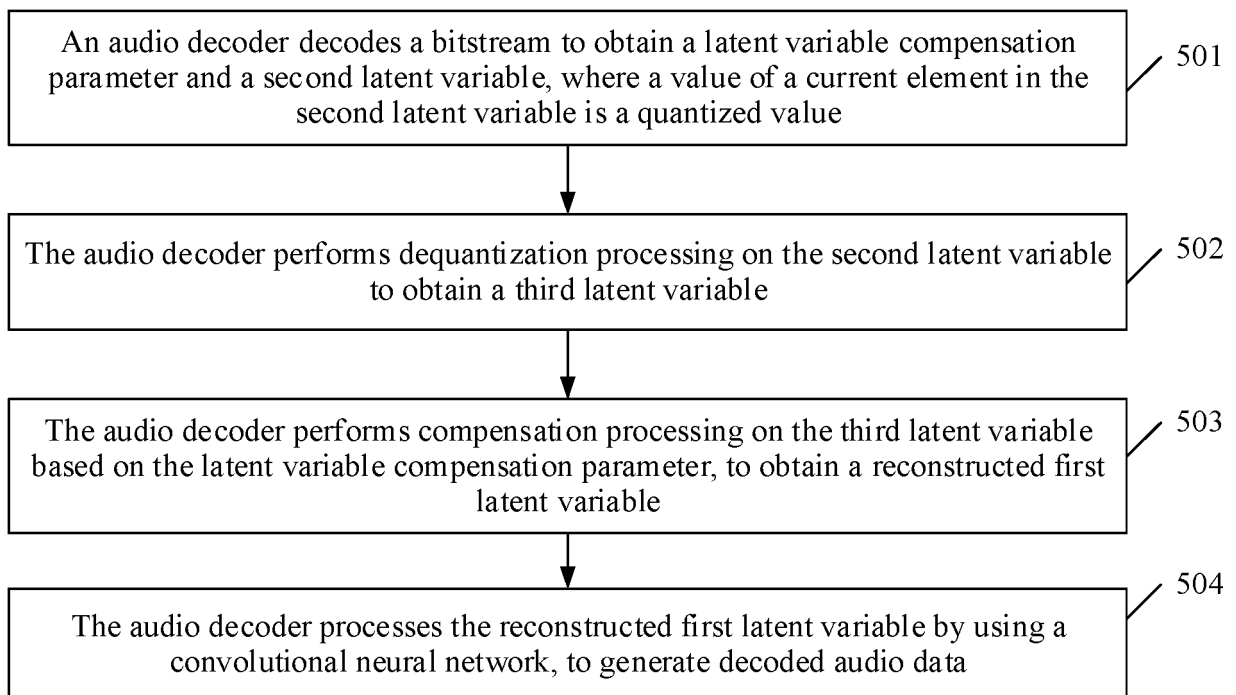 An audio decoder decodes a bitstream to obtain a latent variable compensation
parameter and a second latent variable, where a value of a current element in the
second latent variable is a quantized value
501
The audio decoder performs dequantization processing on the second latent variable
to obtain a third latent variable
502
The audio decoder performs compensation processing on the third latent variable
based on the latent variable compensation parameter, to obtain a reconstructed first
latent variable
503
The audio decoder processes the reconstructed first latent variable by using a
convolutional neural network, to generate decoded audio data
504